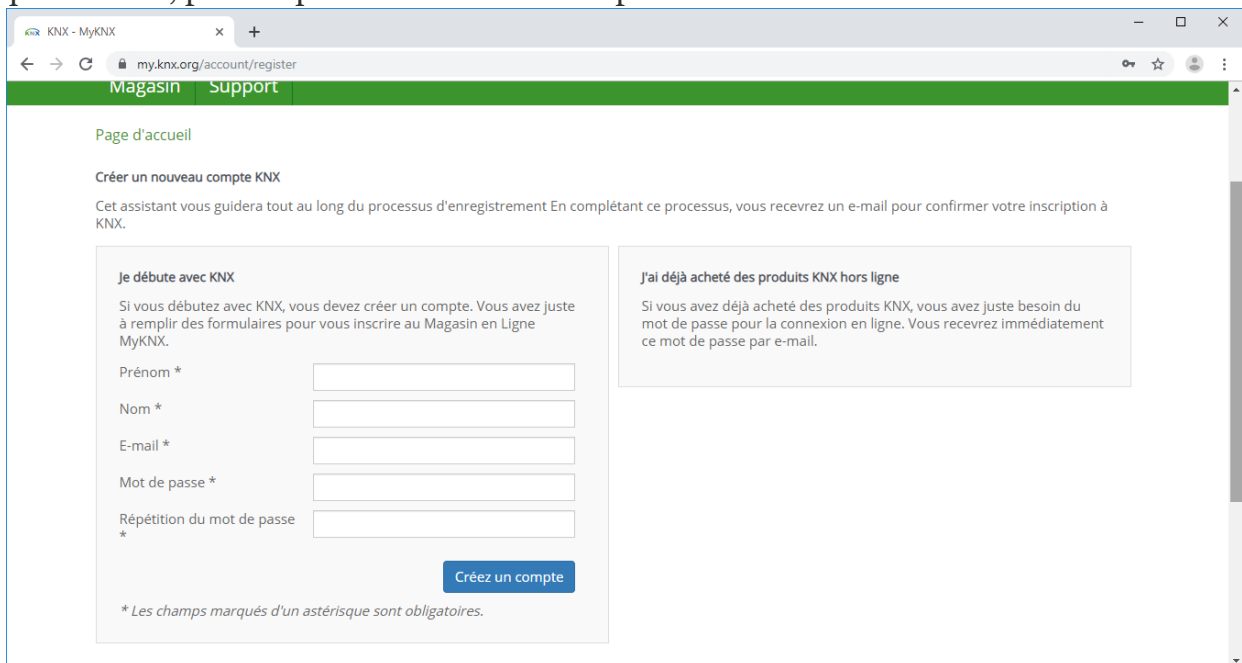 KNX - MyKNX
my.knx.org/account/register
Magasin Support
Page d'accueil
Créer un nouveau compte KNX
Cet assistant vous guidera tout au long du processus d'enregistrement En complétant ce processus, vous recevrez un e-mail pour confirmer votre inscription à
KNX.
Je débute avec KNX
Si vous débutez avec KNX, vous devez créer un compte. Vous avez juste
à remplir des formulaires pour vous inscrire au Magasin en Ligne
MyKNX.
Prénom *
Nom *
E-mail *
Mot de passe *
Répétition du mot de passe
*
Créez un compte
* Les champs marqués d'un astérisque sont obligatoires.
J'ai déjà acheté des produits KNX hors ligne
Si vous avez déjà acheté des produits KNX, vous avez juste besoin du
mot de passe pour la connexion en ligne. Vous recevrez immédiatement
ce mot de passe par e-mail.